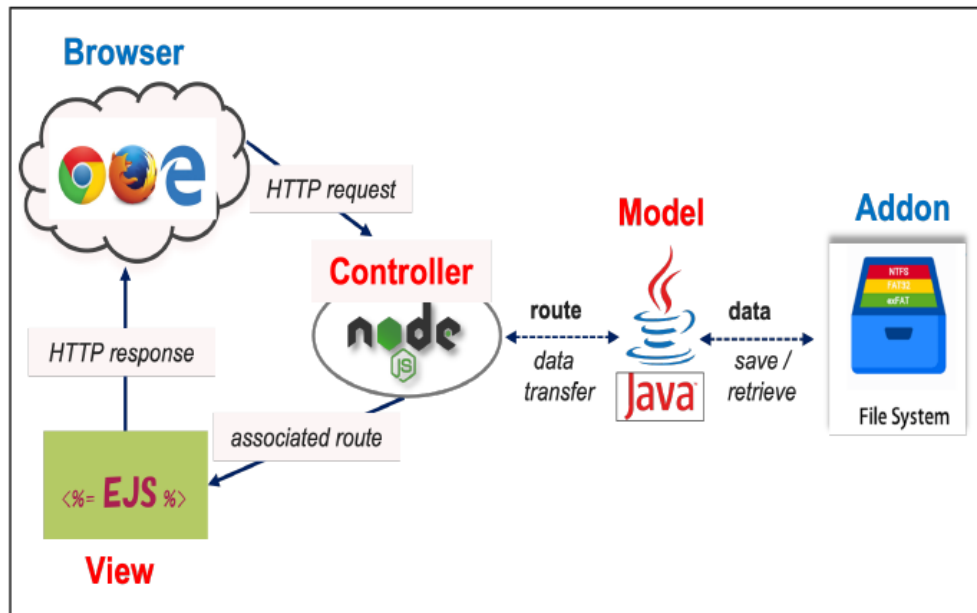 Browser
e
HTTP request
Controller
node
JS
Model
Java
Addon
NTFS
FAT32
exFAT
File System
route
data
transfer
data
save /
retrieve
HTTP response
associated route
<%= EJS %>
View